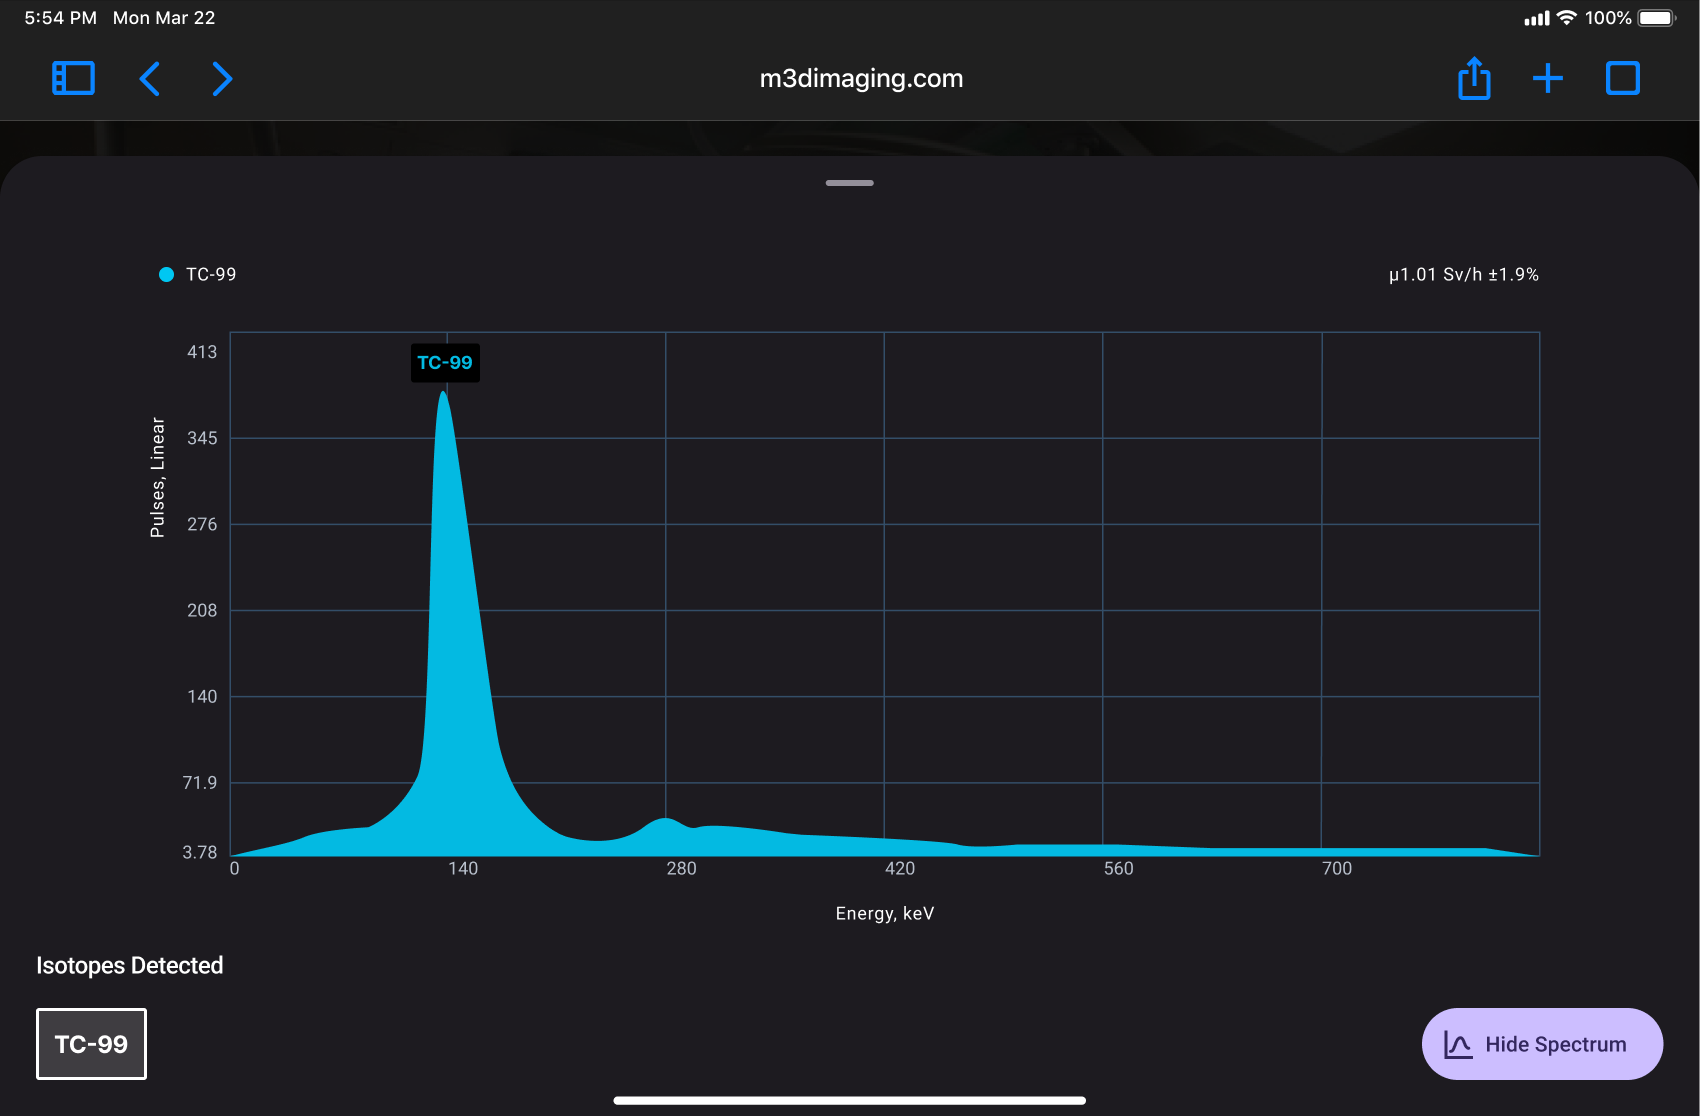 5:54 PM Mon Mar 22 100%
m3dimaging.com
TC-99 µ1.01 Sv/h ±1.9%
TC-99
Pulses, Linear
413
345
276
208
140
71.9
3.78
0 140 280 420 560 700
Energy, keV
Isotopes Detected
TC-99
Hide Spectrum